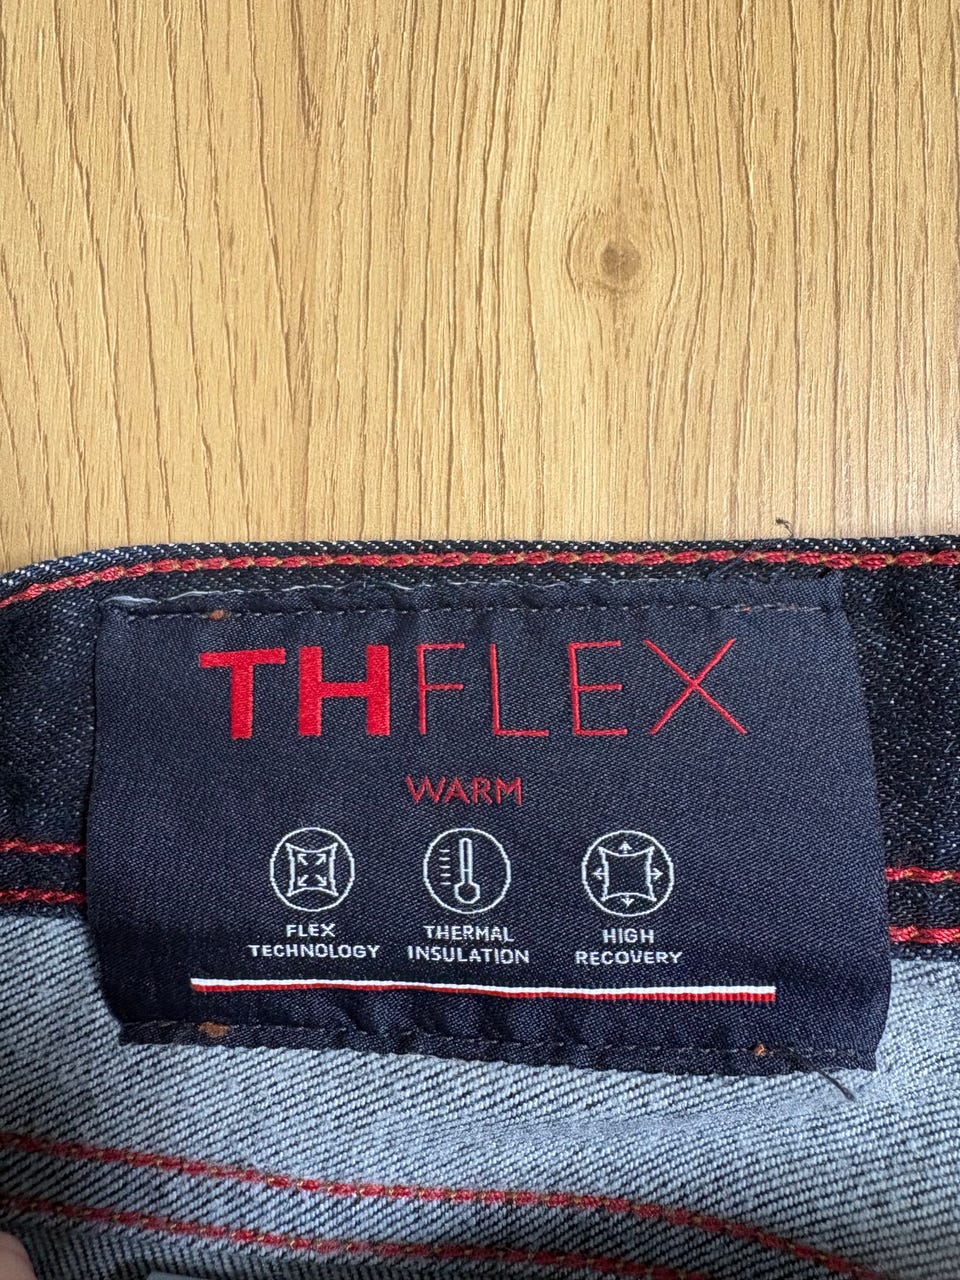 THFLEX
WARM
FLEX TECHNOLOGY
THERMAL INSULATION
HIGH RECOVERY